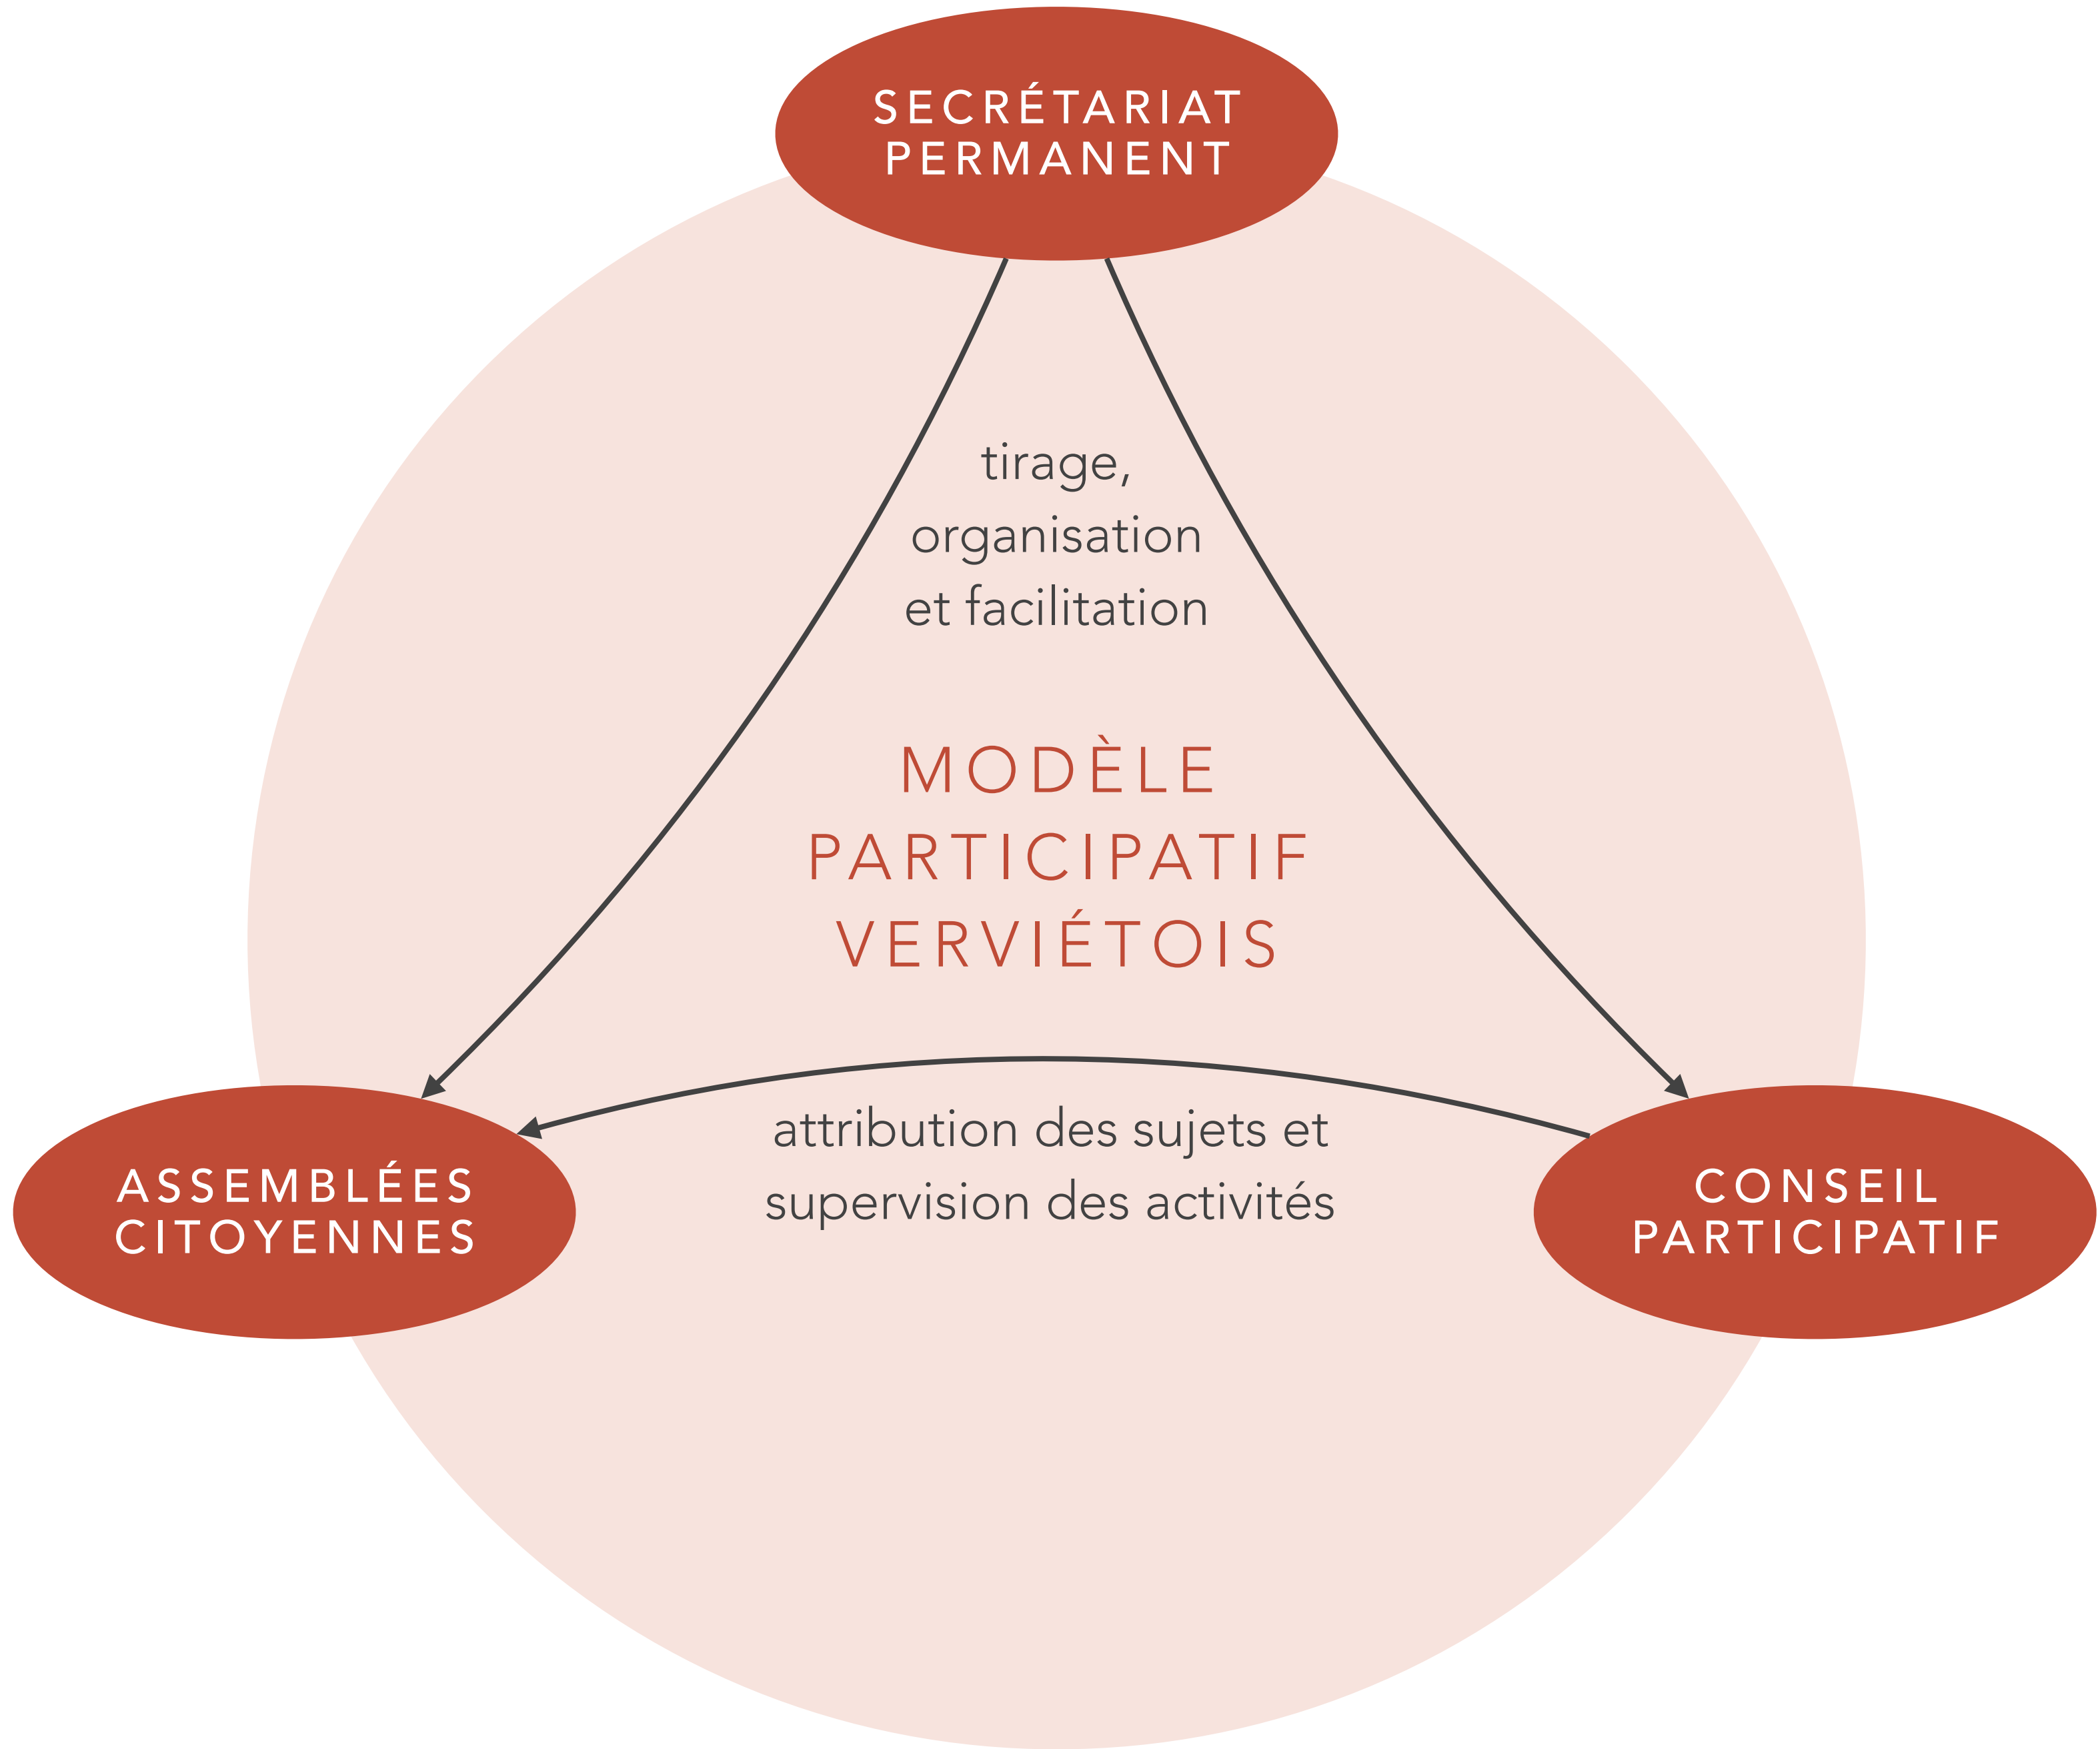 SECRÉTARIAT
PERMANENT
tirage,
organisation
et facilitation
MODÈLE
PARTICIPATIF
VERVIÉTOIS
attribution des sujets et
supervision des activités
ASSEMBLÉES
CITOYENNES
CONSEIL
PARTICIPATIF